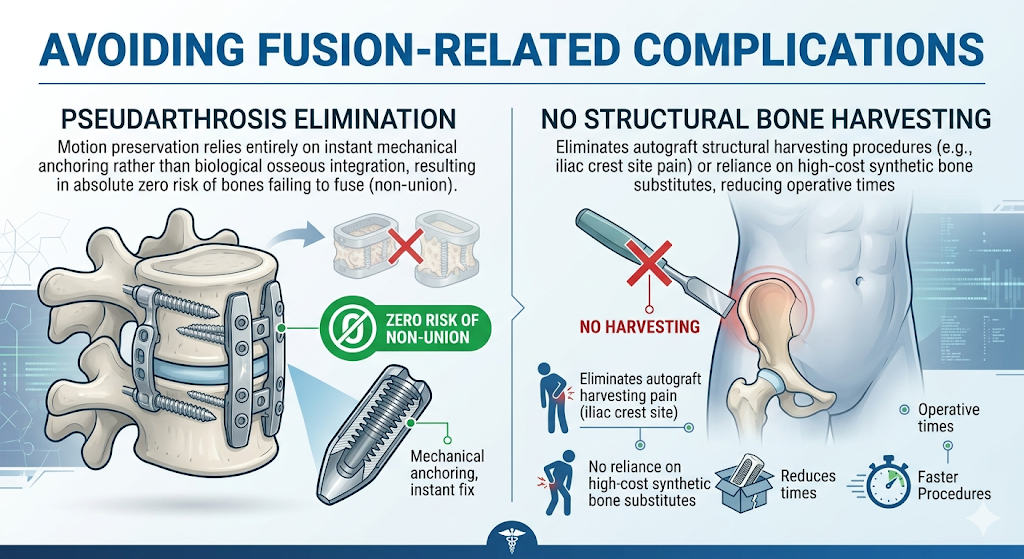 AVOIDING FUSION-RELATED COMPLICATIONS
PSEUDARTHROSIS ELIMINATION
Motion preservation relies entirely on instant mechanical
anchoring rather than biological osseous integration, resulting
in absolute zero risk of bones failing to fuse (non-union).
ZERO RISK OF
NON-UNION
Mechanical
anchoring,
instant fix
NO STRUCTURAL BONE HARVESTING
Eliminates autograft structural harvesting procedures (e.g.,
iliac crest site pain) or reliance on high-cost synthetic bone
substitutes, reducing operative times
NO HARVESTING
Eliminates autograft
harvesting pain
(iliac crest site)
No reliance on
high-cost synthetic
bone substitutes
Reduces
times
Operative
times
Faster
Procedures